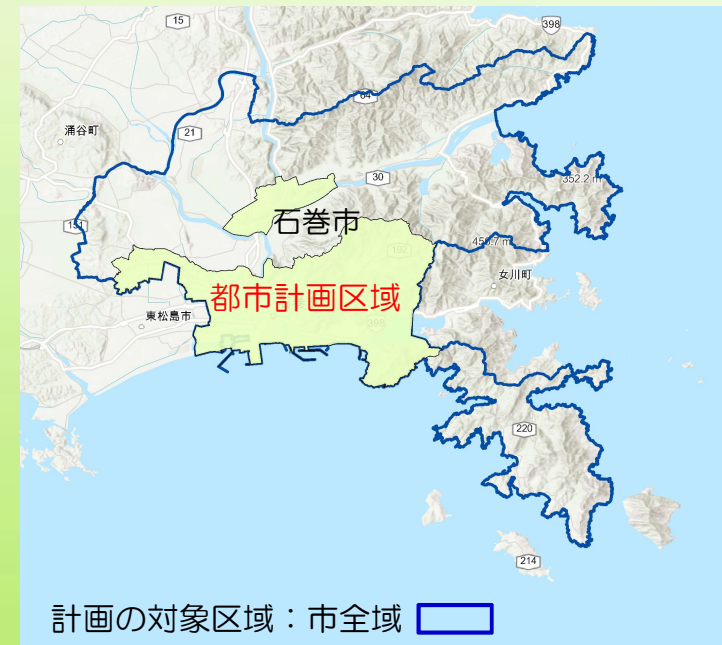 15
398
64
涌谷町
21
30
352.2 m
石巻市
151
192
450.7 m
女川町
都市計画区域
東松島市
398
220
214
計画の対象区域：市全域